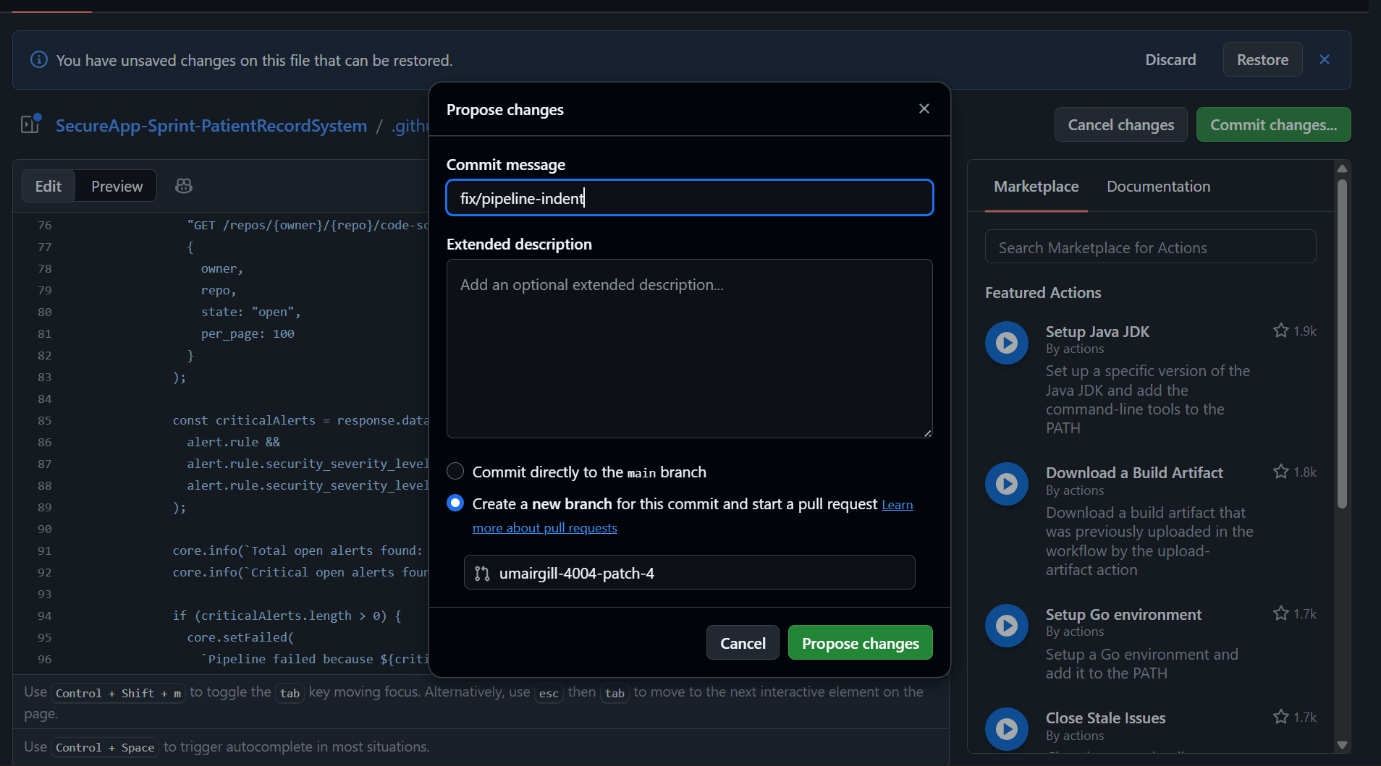 You have unsaved changes on this file that can be restored.
Discard
Restore
SecureApp-Sprint-PatientRecordSystem / .githu
Cancel changes
Commit changes...
Edit
Preview
76 "GET /repos/{owner}/{repo}/code-sc
77 {
78 owner,
79 repo,
80 state: "open",
81 per_page: 100
82 }
83 );
84
85 const criticalAlerts = response.data
86 alert.rule &&
87 alert.rule.security_severity_level
88 alert.rule.security_severity_level
89 );
90
91 core.info(`Total open alerts found:
92 core.info(`Critical open alerts foun
93
94 if (criticalAlerts.length > 0) {
95 core.setFailed(
96 `Pipeline failed because ${criti
Use Control + Shift + m to toggle the tab key moving focus. Alternatively, use esc then tab to move to the next interactive element on the
page.
Use Control + Space to trigger autocomplete in most situations.
Propose changes
Commit message
fix/pipeline-indent
Extended description
Add an optional extended description...
Commit directly to the main branch
Create a new branch for this commit and start a pull request Learn
more about pull requests
umairgill-4004-patch-4
Cancel
Propose changes
Marketplace
Documentation
Search Marketplace for Actions
Featured Actions
Setup Java JDK
1.9k
By actions
Set up a specific version of the
Java JDK and add the
command-line tools to the
PATH
Download a Build Artifact
1.8k
By actions
Download a build artifact that
was previously uploaded in the
workflow by the upload-
artifact action
Setup Go environment
1.7k
By actions
Setup a Go environment and
add it to the PATH
Close Stale Issues
1.7k
By actions